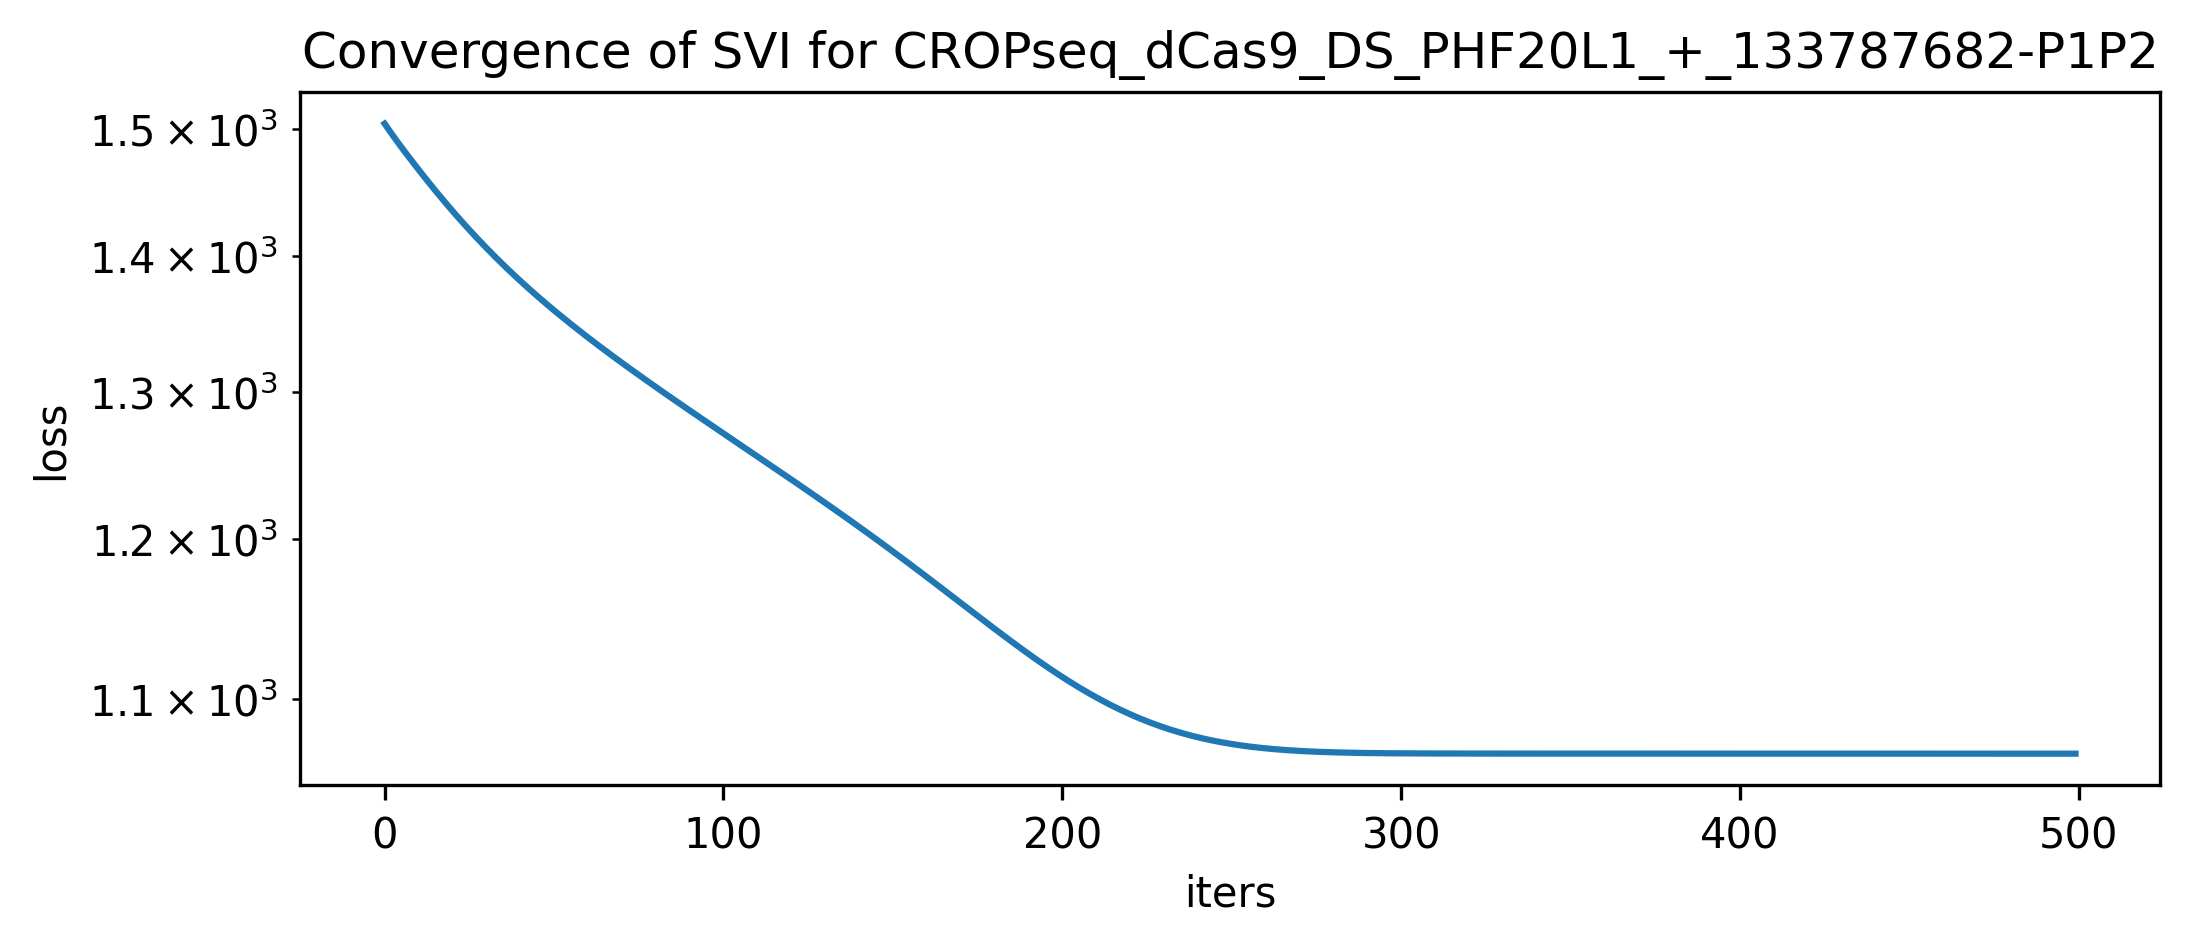 Convergence of SVI for CROPseq_dCas9_DS_PHF20L1_+_133787682-P1P2
1.5 × 10³
1.4 × 10³
1.3 × 10³
1.2 × 10³
1.1 × 10³
loss
0 100 200 300 400 500
iters